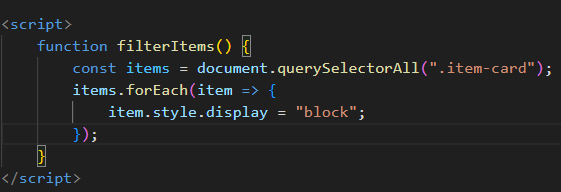 <script>
    function filterItems() {
        const items = document.querySelectorAll(".item-card");
        items.forEach(item => {
            item.style.display = "block";
        });
    }
</script>